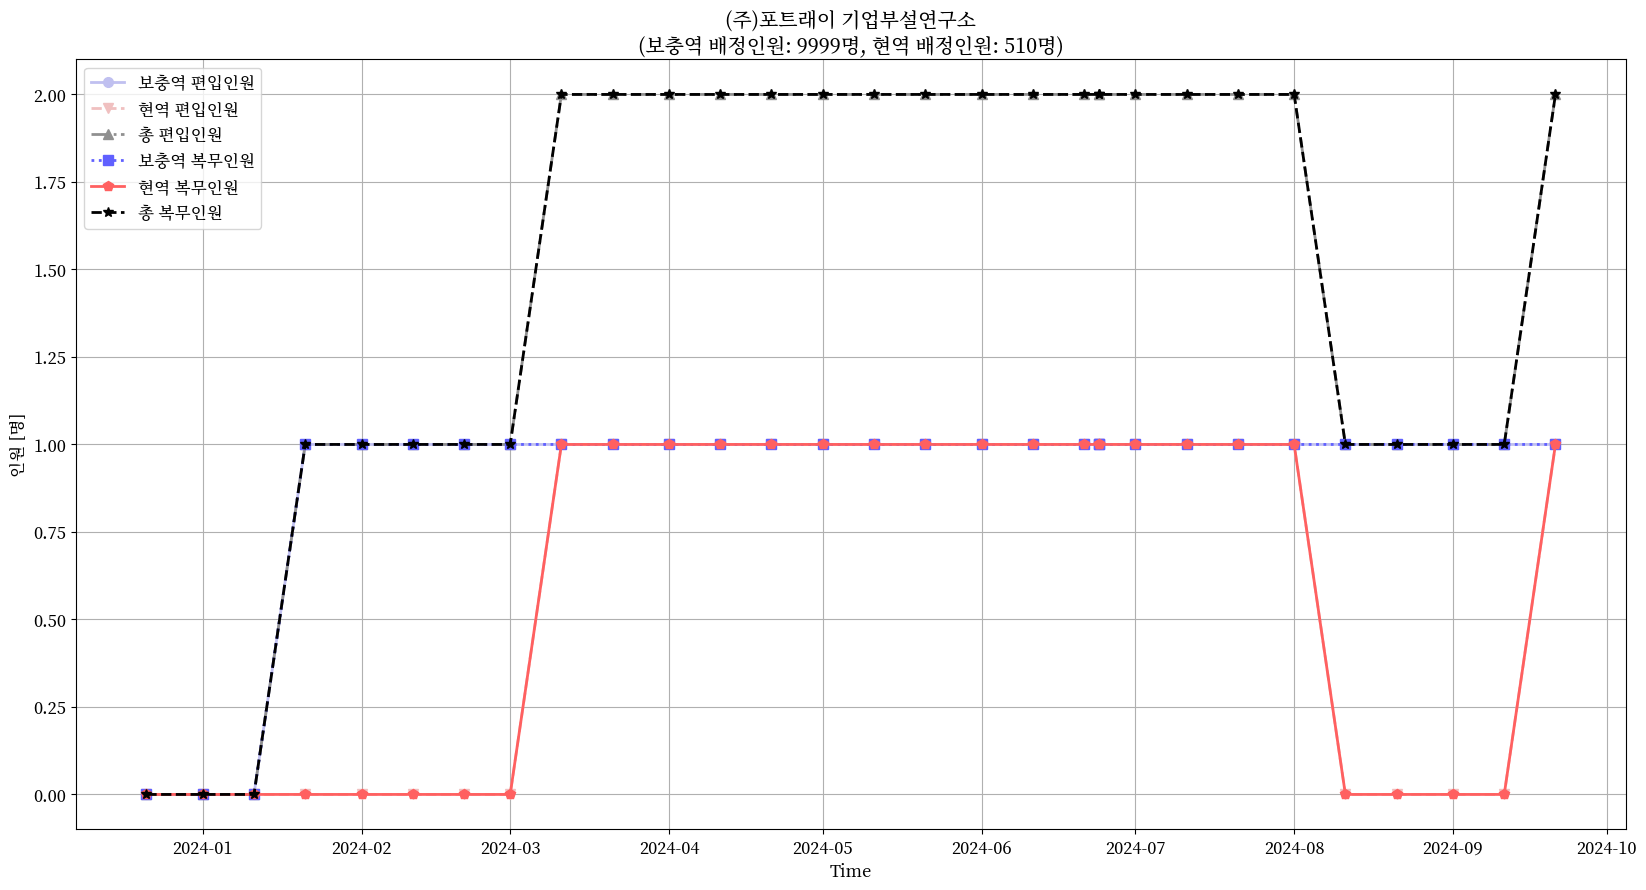 (주)포트래이 기업부설연구소
(보충역 배정인원: 9999명, 현역 배정인원: 510명)
보충역 편입인원
현역 편입인원
총 편입인원
보충역 복무인원
현역 복무인원
총 복무인원
2.00
1.75
1.50
1.25
1.00
0.75
0.50
0.25
0.00
인원 [명]
2024-01 2024-02 2024-03 2024-04 2024-05 2024-06 2024-07 2024-08 2024-09 2024-10
Time